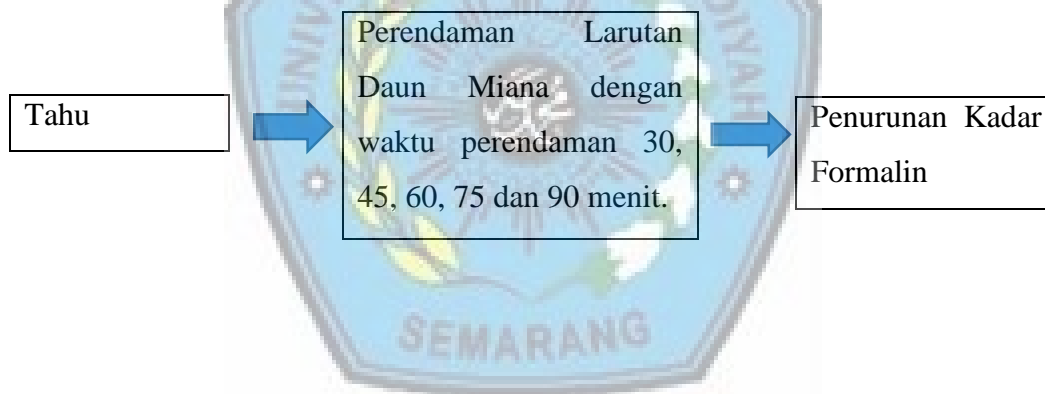 Tahu
Perendaman Larutan
Daun Miana dengan
waktu perendaman 30,
45, 60, 75 dan 90 menit.
Penurunan Kadar
Formalin
SEMARANG